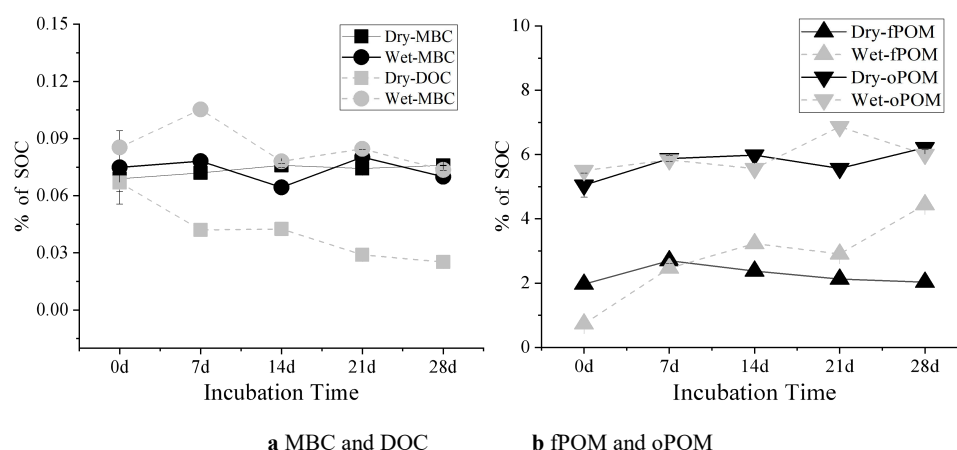 0.15
0.12
0.09
0.06
0.03
0.00
% of SOC
Dry-MBC
Wet-MBC
Dry-DOC
Wet-MBC
0d 7d 14d 21d 28d
Incubation Time
10
8
6
4
2
0
% of SOC
Dry-fPOM
Wet-fPOM
Dry-oPOM
Wet-oPOM
0d 7d 14d 21d 28d
Incubation Time
a MBC and DOC
b fPOM and oPOM